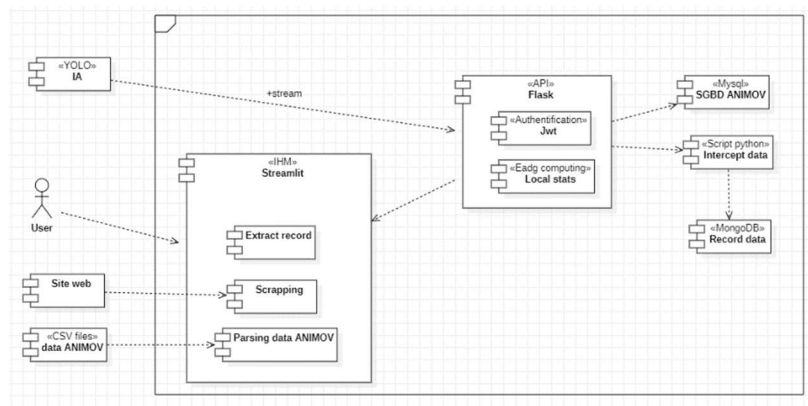 «YOLO»
IA
+stream
«API»
Flask
«Authentification»
Jwt
«Eadg computing»
Local stats
«Mysql»
SGBD ANIMOV
«Script python»
Intercept data
«MongoDB»
Record data
«IHM»
Streamlit
Extract record
Scrapping
Parsing data ANIMOV
User
Site web
«CSV files»
data ANIMOV